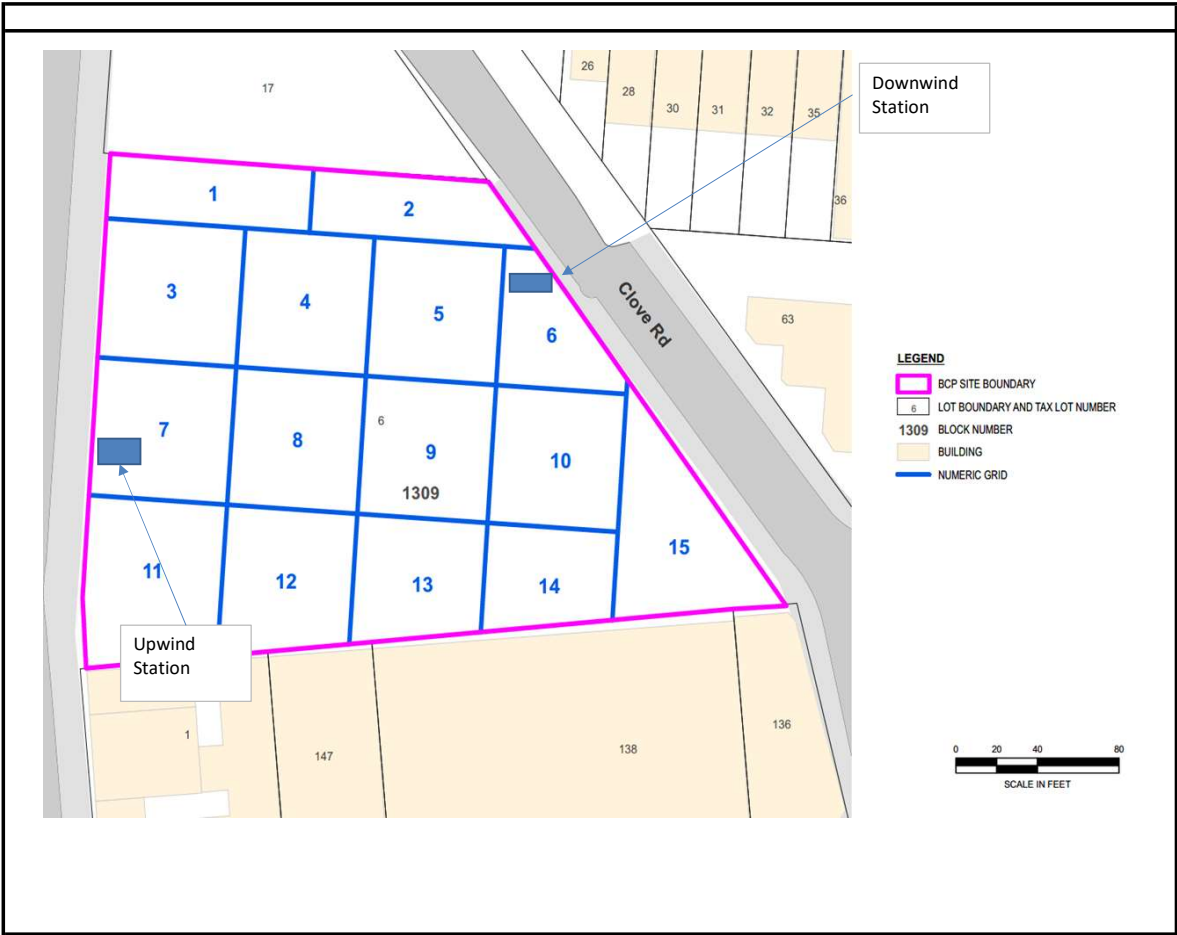 26
28
30
31
32
35
36
17
Downwind
Station
1
2
3
4
5
6
Clove Rd
63
7
8
6
9
10
1309
11
12
13
14
15
Upwind
Station
1
147
138
136
LEGEND
BCP SITE BOUNDARY
6 LOT BOUNDARY AND TAX LOT NUMBER
1309 BLOCK NUMBER
BUILDING
NUMERIC GRID
0 20 40 80
SCALE IN FEET